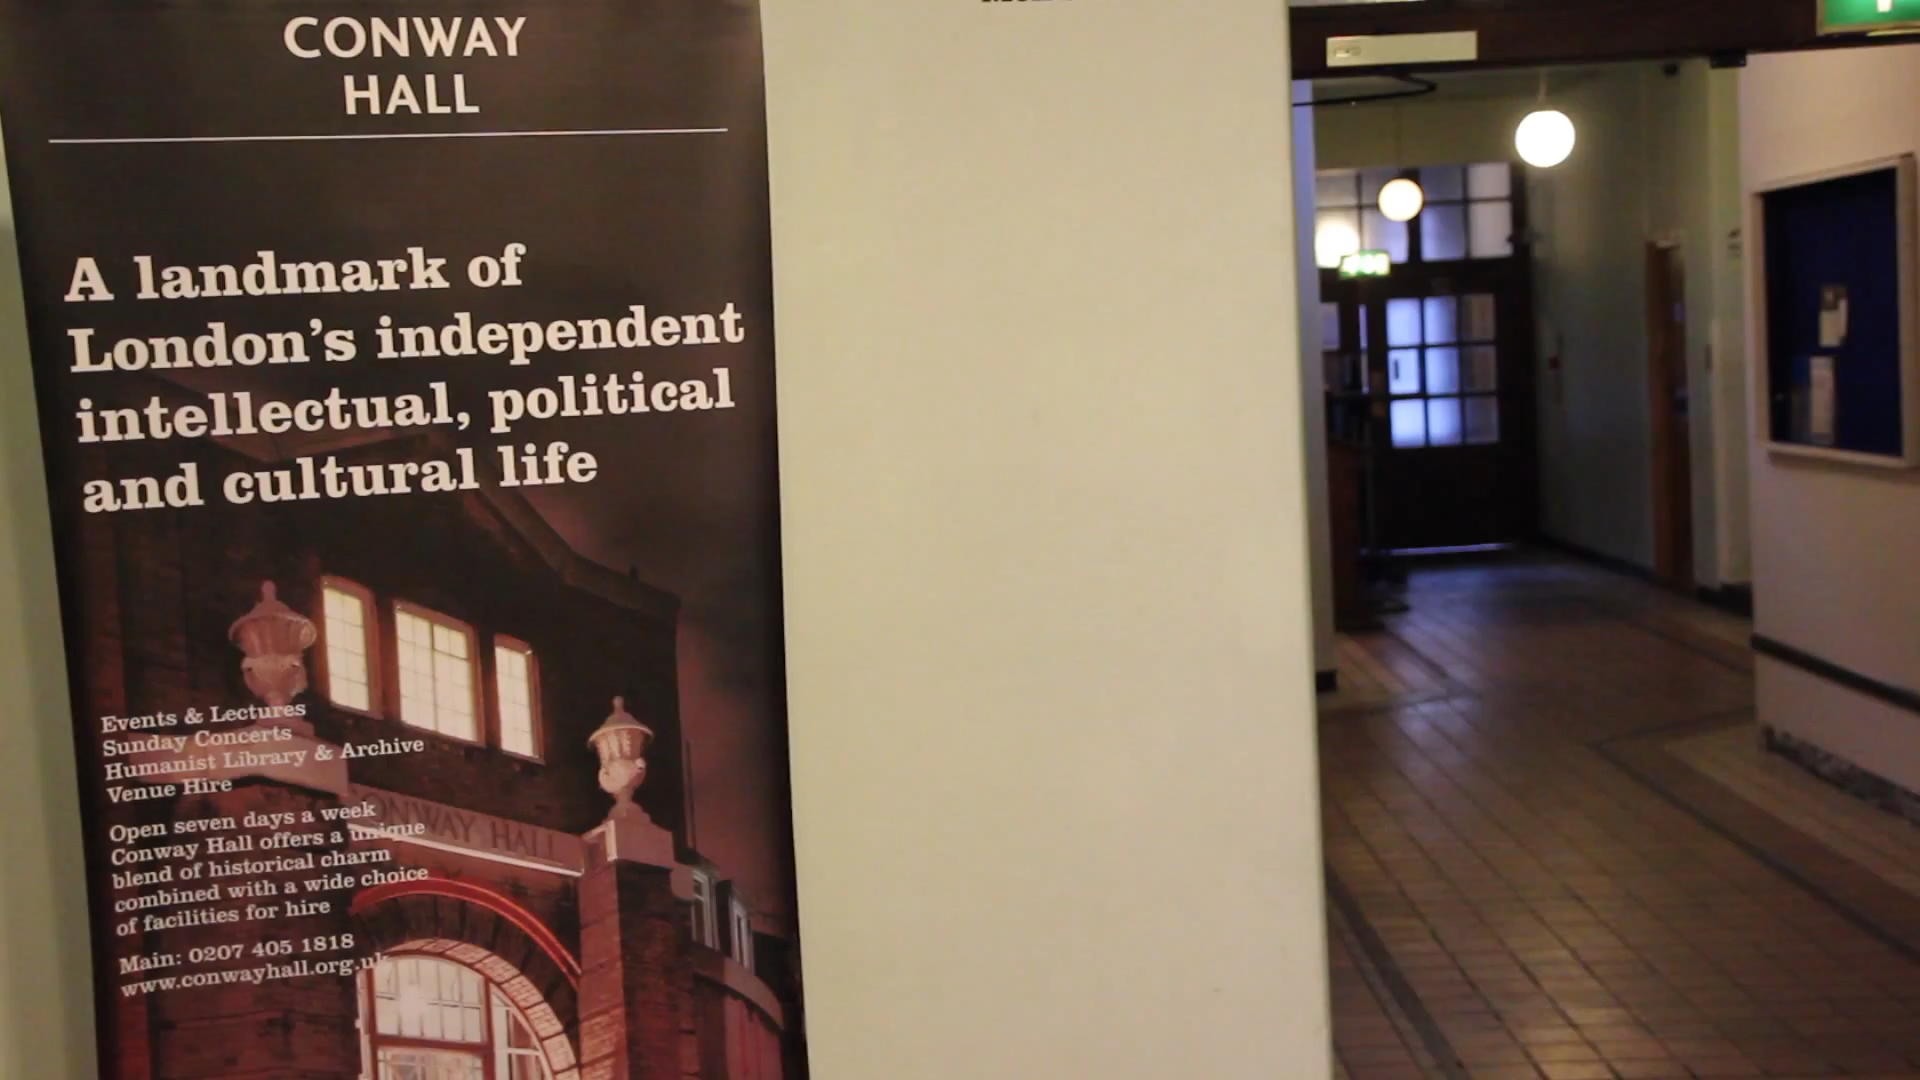 CONWAY
HALL
A landmark of
London's independent
intellectual, political
and cultural life
Events & Lectures
Sunday Concerts
Humanist Library & Archive
Venue Hire
Open seven days a week
Conway Hall offers a unique
blend of historical charm
combined with a wide choice
of facilities for hire
Main: 0207 405 1818
www.conwayhall.org.uk
CONWAY HALL